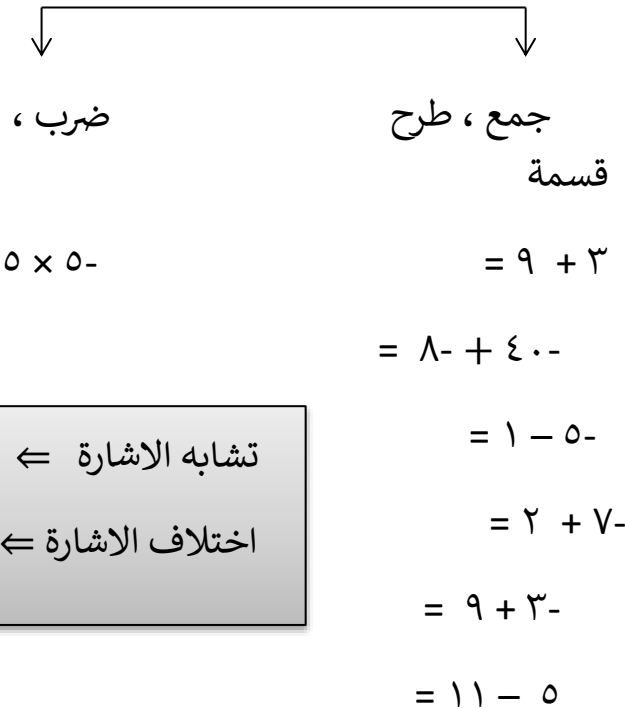 جمع ، طرح ضرب ،
قسمة
٣ + ٩ = -٥ × ٥
-٤٠ + -٨ =
-٥ – ١ =
تشابه الاشارة ⇐
-٧ + ٢ =
اختلاف الاشارة ⇐
-٣ + ٩ =
٥ – ١١ =